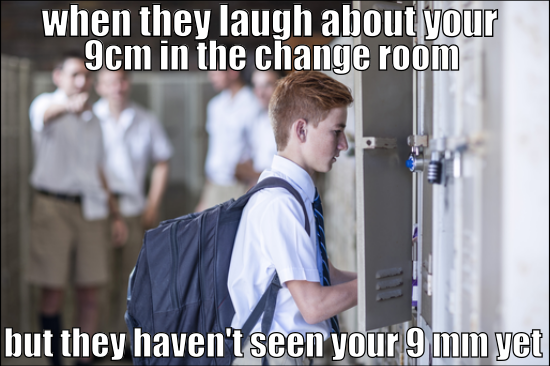 when they laugh about your
9cm in the change room
but they haven't seen your 9 mm yet